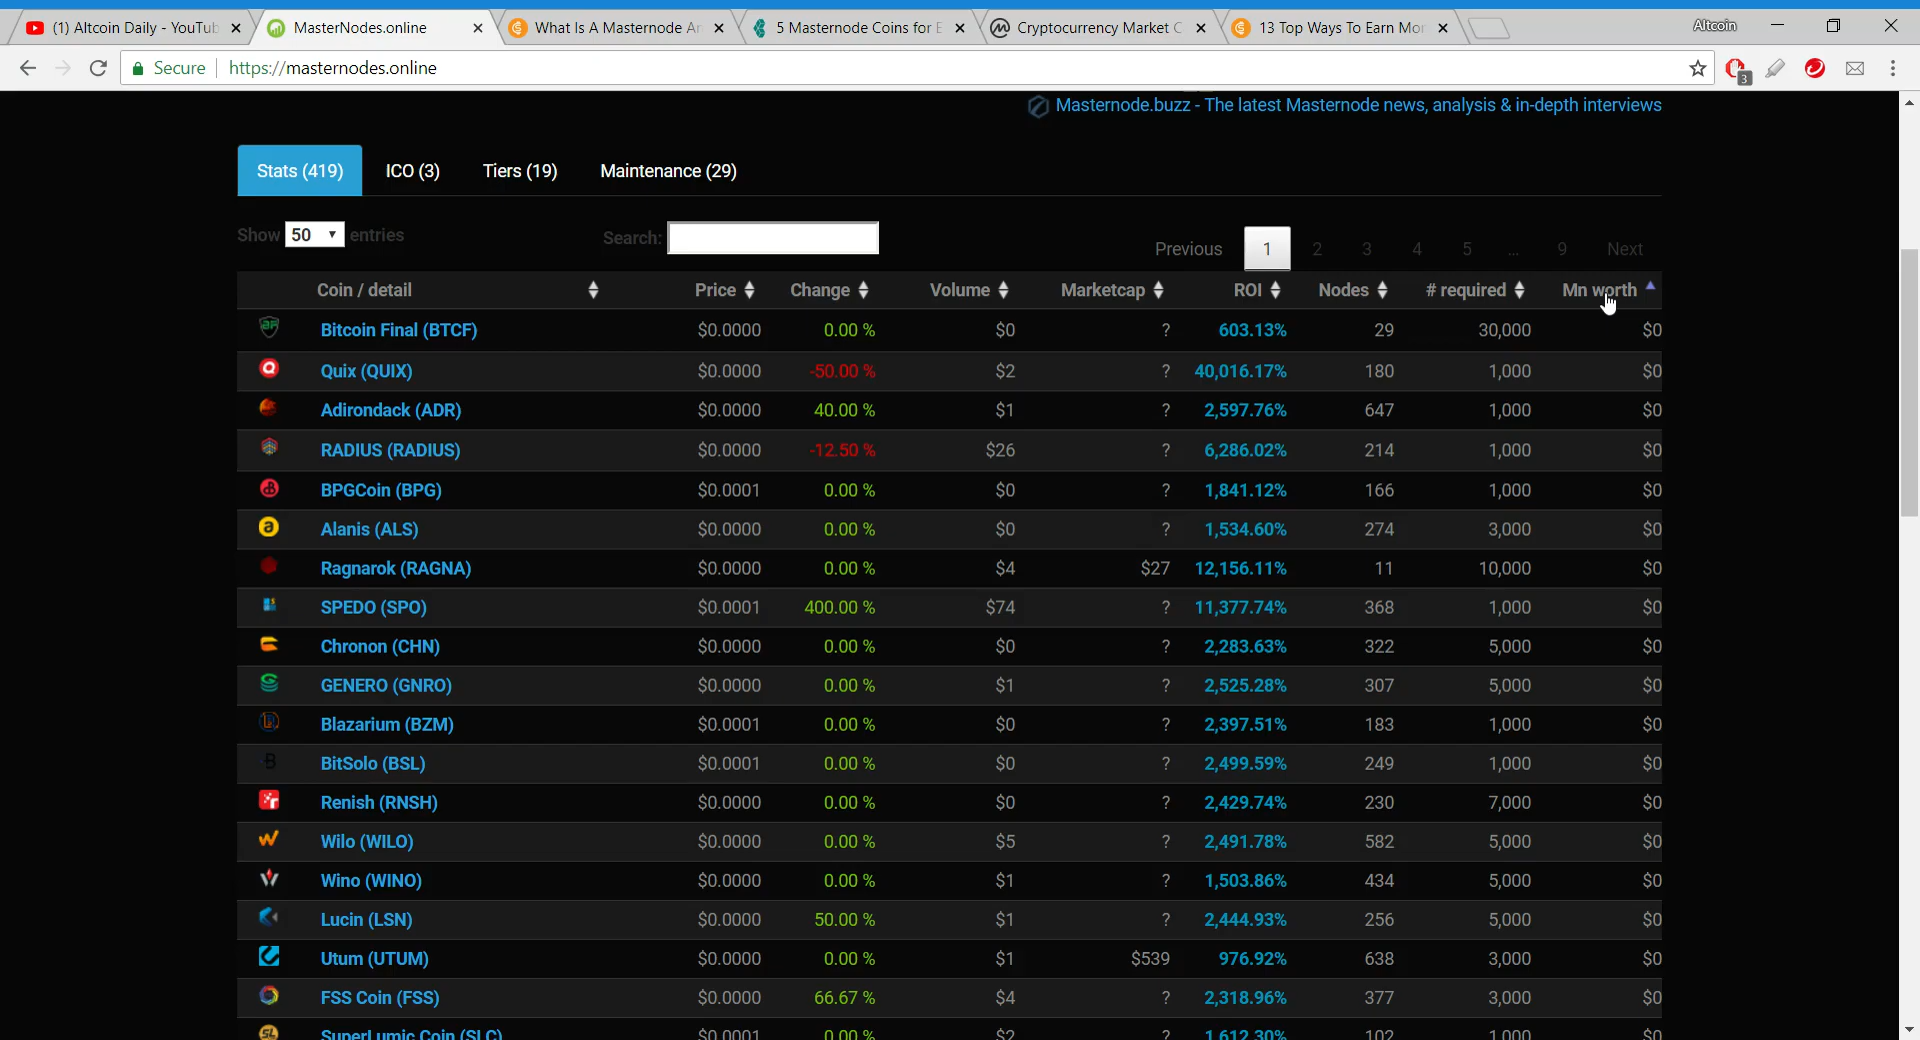 (1) Altcoin Daily - YouTub
MasterNodes.online
What Is A Masternode Ar
5 Masternode Coins for E
Cryptocurrency Market C
13 Top Ways To Earn Mor
Altcoin
Secure https://masternodes.online
3
Masternode.buzz - The latest Masternode news, analysis & in-depth interviews
Stats (419) ICO (3) Tiers (19) Maintenance (29)
Show 50 entries Search: Previous 1 2 3 4 5 ... 9 Next
Coin / detail Price Change Volume Marketcap ROI Nodes # required Mn worth
Bitcoin Final (BTCF) $0.0000 0.00 % $0 ? 603.13% 29 30,000 $0
Quix (QUIX) $0.0000 -50.00 % $2 ? 40,016.17% 180 1,000 $0
Adirondack (ADR) $0.0000 40.00 % $1 ? 2,597.76% 647 1,000 $0
RADIUS (RADIUS) $0.0000 -12.50 % $26 ? 6,286.02% 214 1,000 $0
BPGCoin (BPG) $0.0001 0.00 % $0 ? 1,841.12% 166 1,000 $0
Alanis (ALS) $0.0000 0.00 % $0 ? 1,534.60% 274 3,000 $0
Ragnarok (RAGNA) $0.0000 0.00 % $4 $27 12,156.11% 11 10,000 $0
SPEDO (SPO) $0.0001 400.00 % $74 ? 11,377.74% 368 1,000 $0
Chronon (CHN) $0.0000 0.00 % $0 ? 2,283.63% 322 5,000 $0
GENERO (GNRO) $0.0000 0.00 % $1 ? 2,525.28% 307 5,000 $0
Blazarium (BZM) $0.0001 0.00 % $0 ? 2,397.51% 183 1,000 $0
BitSolo (BSL) $0.0001 0.00 % $0 ? 2,499.59% 249 1,000 $0
Renish (RNSH) $0.0000 0.00 % $0 ? 2,429.74% 230 7,000 $0
Wilo (WILO) $0.0000 0.00 % $5 ? 2,491.78% 582 5,000 $0
Wino (WINO) $0.0000 0.00 % $1 ? 1,503.86% 434 5,000 $0
Lucin (LSN) $0.0000 50.00 % $1 ? 2,444.93% 256 5,000 $0
Utum (UTUM) $0.0000 0.00 % $1 $539 976.92% 638 3,000 $0
FSS Coin (FSS) $0.0000 66.67 % $4 ? 2,318.96% 377 3,000 $0
SuperLumic Coin (SLC) $0.0001 0.00 % $2 ? 1,612.30% 102 1,000 $0